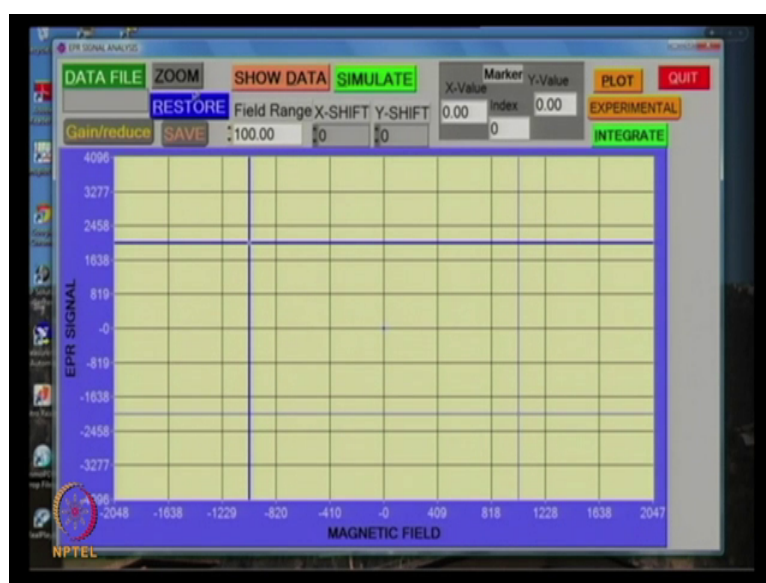 EPR SIGNAL ANALYSIS
DATA FILE ZOOM SHOW DATA SIMULATE Marker PLOT QUIT
X-Value Y-Value
RESTORE Field Range X-SHIFT Y-SHIFT 0.00 Index 0.00 EXPERIMENTAL
Gain/reduce SAVE 100.00 0 0 0 INTEGRATE
4096
3277
2458
1638
819
-0
-819
-1638
-2458
-3277
EPR SIGNAL
-2048 -1638 -1229 -820 -410 -0 409 818 1228 1638 2047
MAGNETIC FIELD
NPTEL